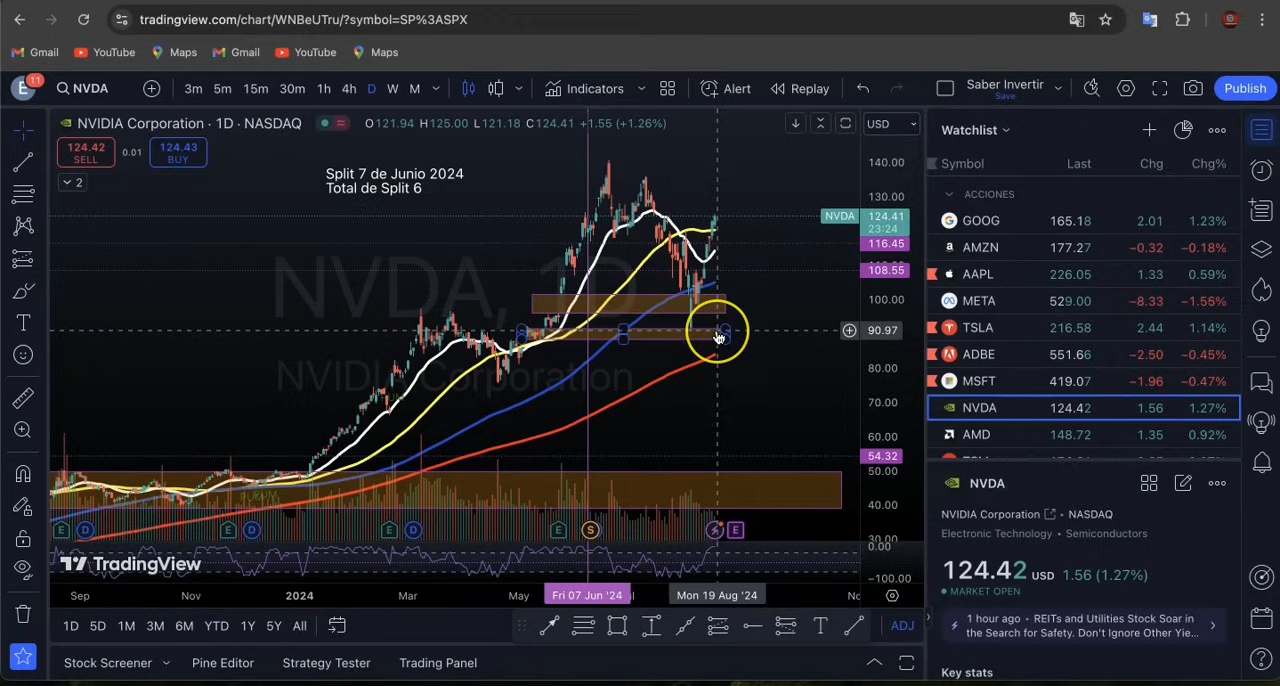 tradingview.com/chart/WNBeUTru/?symbol=SP%3ASPX
Gmail YouTube Maps Gmail YouTube Maps
E 11 NVDA 3m 5m 15m 30m 1h 4h D W M Indicators Alert Replay Saber Invertir Save Publish
NVIDIA Corporation · 1D · NASDAQ O121.94 H125.00 L121.18 C124.41 +1.55 (+1.26%) USD
124.42 SELL 0.01 124.43 BUY
2
Split 7 de Junio 2024
Total de Split 6
NVDA, 1D
NVIDIA Corporation
140.00
130.00
NVDA 124.41
23:24
116.45
108.55
100.00
90.97
80.00
70.00
60.00
54.32
50.00
40.00
30.00
0.00
−100.00
E D E D E D E S E
TradingView
Sep Nov 2024 Mar May Fri 07 Jun '24 Mon 19 Aug '24
1D 5D 1M 3M 6M YTD 1Y 5Y All ADJ
Stock Screener Pine Editor Strategy Tester Trading Panel
Watchlist
Symbol Last Chg Chg%
ACCIONES
GOOG 165.18 2.01 1.23%
AMZN 177.27 −0.32 −0.18%
AAPL 226.05 1.33 0.59%
META 529.00 −8.33 −1.55%
TSLA 216.58 2.44 1.14%
ADBE 551.66 −2.50 −0.45%
MSFT 419.07 −1.96 −0.47%
NVDA 124.42 1.56 1.27%
AMD 148.72 1.35 0.92%
NVDA
NVIDIA Corporation · NASDAQ
Electronic Technology · Semiconductors
124.42 USD 1.56 (1.27%)
MARKET OPEN
1 hour ago · REITs and Utilities Stock Soar in
the Search for Safety. Don't Ignore Other Yie...
Key stats